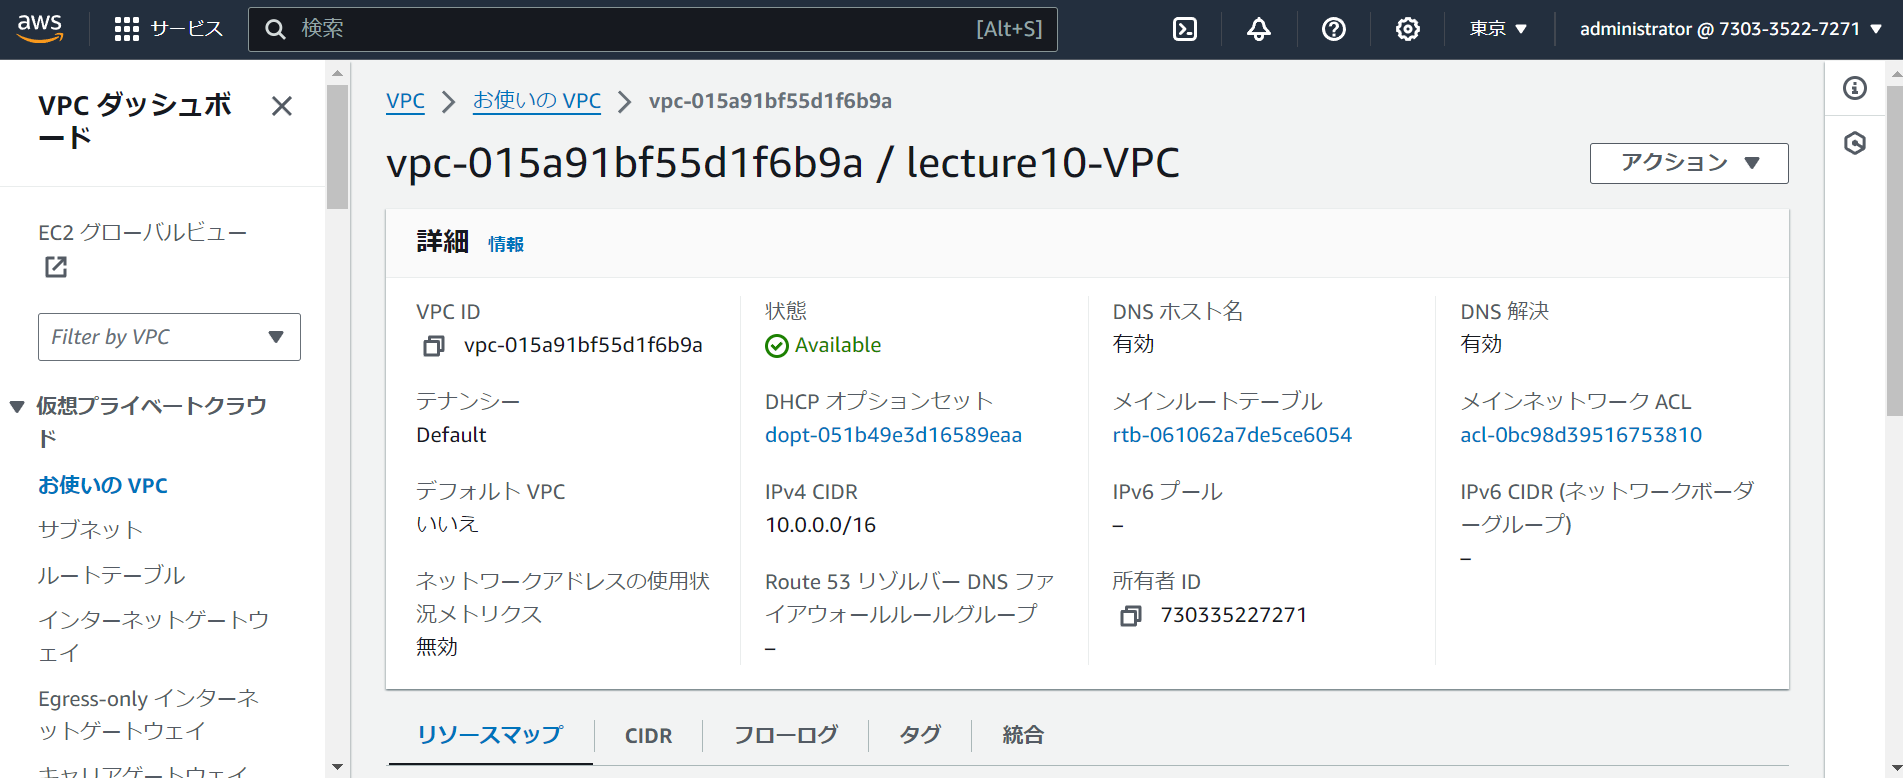 aws
サービス
検索
[Alt+S]
東京
administrator @ 7303-3522-7271
VPC ダッシュボ
ード
EC2 グローバルビュー
Filter by VPC
仮想プライベートクラウ
ド
お使いの VPC
サブネット
ルートテーブル
インターネットゲートウ
ェイ
Egress-only インターネ
ットゲートウェイ
キャリアゲートウェイ
VPC
お使いの VPC
vpc-015a91bf55d1f6b9a
vpc-015a91bf55d1f6b9a / lecture10-VPC
アクション
詳細
情報
VPC ID
vpc-015a91bf55d1f6b9a
状態
Available
DNS ホスト名
有効
DNS 解決
有効
テナンシー
Default
DHCP オプションセット
dopt-051b49e3d16589eaa
メインルートテーブル
rtb-061062a7de5ce6054
メインネットワーク ACL
acl-0bc98d39516753810
デフォルト VPC
いいえ
IPv4 CIDR
10.0.0.0/16
IPv6 プール
–
IPv6 CIDR (ネットワークボーダ
ーグループ)
–
ネットワークアドレスの使用状
況メトリクス
無効
Route 53 リゾルバー DNS ファ
イアウォールルールグループ
–
所有者 ID
730335227271
リソースマップ
CIDR
フローログ
タグ
統合